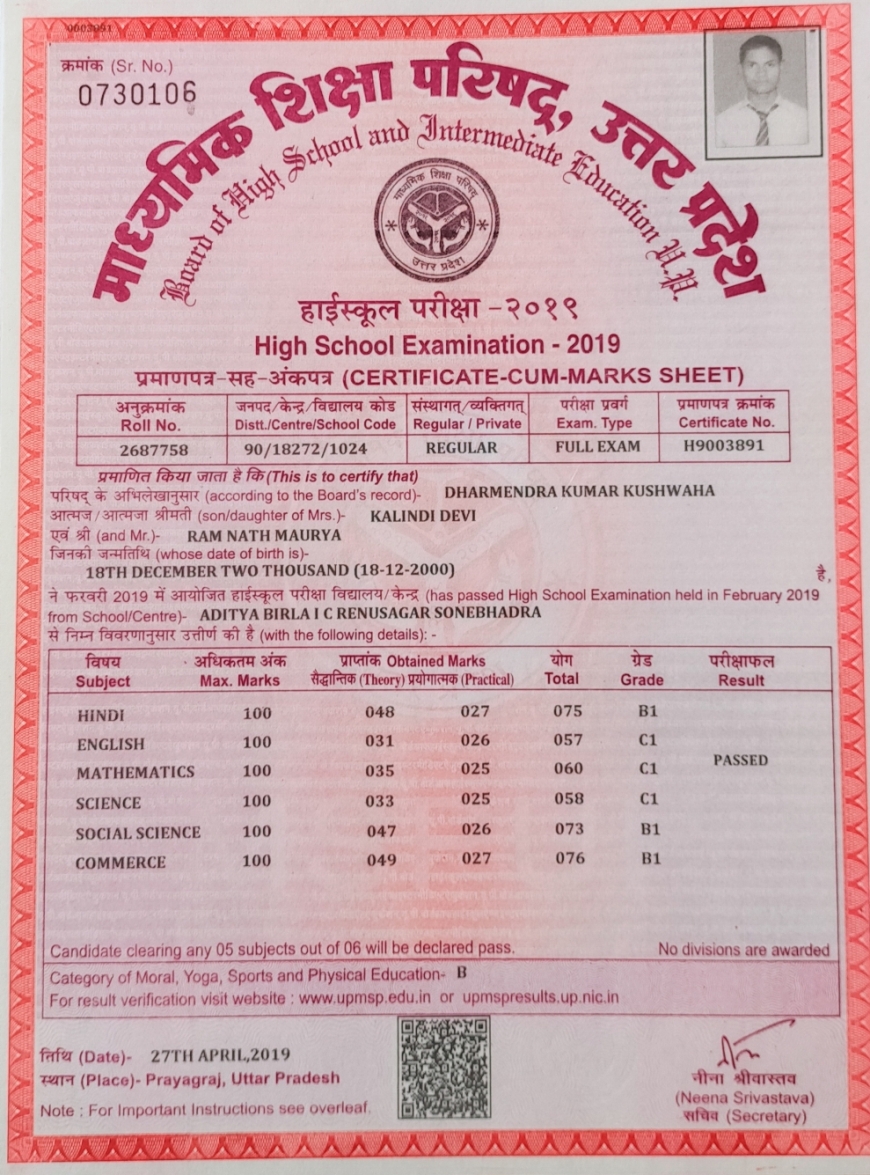 0003891
क्रमांक (Sr. No.)
0730106
माध्यमिक शिक्षा परिषद्, उत्तर प्रदेश
Board of High School and Intermediate Education U.P.
माध्यमिक शिक्षा परिषद्
उत्तर प्रदेश
हाईस्कूल परीक्षा -२०१९
High School Examination - 2019
प्रमाणपत्र-सह-अंकपत्र (CERTIFICATE-CUM-MARKS SHEET)
अनुक्रमांक जनपद/केन्द्र/विद्यालय कोड संस्थागत्/व्यक्तिगत् परीक्षा प्रवर्ग प्रमाणपत्र क्रमांक
Roll No. Distt./Centre/School Code Regular / Private Exam. Type Certificate No.
2687758 90/18272/1024 REGULAR FULL EXAM H9003891
प्रमाणित किया जाता है कि (This is to certify that)
परिषद् के अभिलेखानुसार (according to the Board's record)- DHARMENDRA KUMAR KUSHWAHA
आत्मज/आत्मजा श्रीमती (son/daughter of Mrs.)- KALINDI DEVI
एवं श्री (and Mr.)- RAM NATH MAURYA
जिनकी जन्मतिथि (whose date of birth is)-
18TH DECEMBER TWO THOUSAND (18-12-2000) है,
ने फरवरी 2019 में आयोजित हाईस्कूल परीक्षा विद्यालय/केन्द्र (has passed High School Examination held in February 2019
from School/Centre)- ADITYA BIRLA I C RENUSAGAR SONEBHADRA
से निम्न विवरणानुसार उत्तीर्ण की है (with the following details): -
विषय अधिकतम अंक प्राप्तांक Obtained Marks योग ग्रेड परीक्षाफल
Subject Max. Marks सैद्धान्तिक (Theory) प्रयोगात्मक (Practical) Total Grade Result
HINDI 100 048 027 075 B1
ENGLISH 100 031 026 057 C1
MATHEMATICS 100 035 025 060 C1 PASSED
SCIENCE 100 033 025 058 C1
SOCIAL SCIENCE 100 047 026 073 B1
COMMERCE 100 049 027 076 B1
Candidate clearing any 05 subjects out of 06 will be declared pass. No divisions are awarded
Category of Moral, Yoga, Sports and Physical Education- B
For result verification visit website : www.upmsp.edu.in or upmspresults.up.nic.in
तिथि (Date)- 27TH APRIL,2019
स्थान (Place)- Prayagraj, Uttar Pradesh
Note : For Important Instructions see overleaf.
नीना श्रीवास्तव
(Neena Srivastava)
सचिव (Secretary)